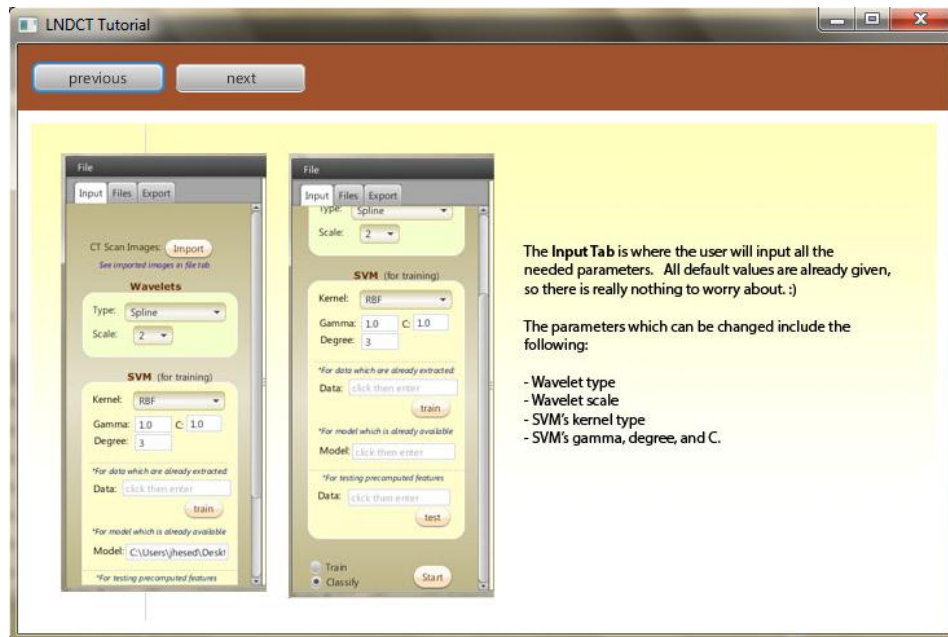 LNDCT Tutorial
previous
next
File
Input Files Export
CT Scan Images: Import
See imported images in file tab
Wavelets
Type: Spline
Scale: 2
SVM (for training)
Kernel: RBF
Gamma: 1.0 C: 1.0
Degree: 3
*For data which are already extracted
Data: click then enter
train
*For model which is already available
Model: C:\Users\jhesed\Deskt
*For testing precomputed features
File
Input Files Export
Type: Spline
Scale: 2
SVM (for training)
Kernel: RBF
Gamma: 1.0 C: 1.0
Degree: 3
*For data which are already extracted
Data: click then enter
train
*For model which is already available
Model: click then enter
*For testing precomputed features
Data: click then enter
test
Train
Classify
Start
The Input Tab is where the user will input all the
needed parameters. All default values are already given,
so there is really nothing to worry about. :)
The parameters which can be changed include the
following:
- Wavelet type
- Wavelet scale
- SVM's kernel type
- SVM's gamma, degree, and C.